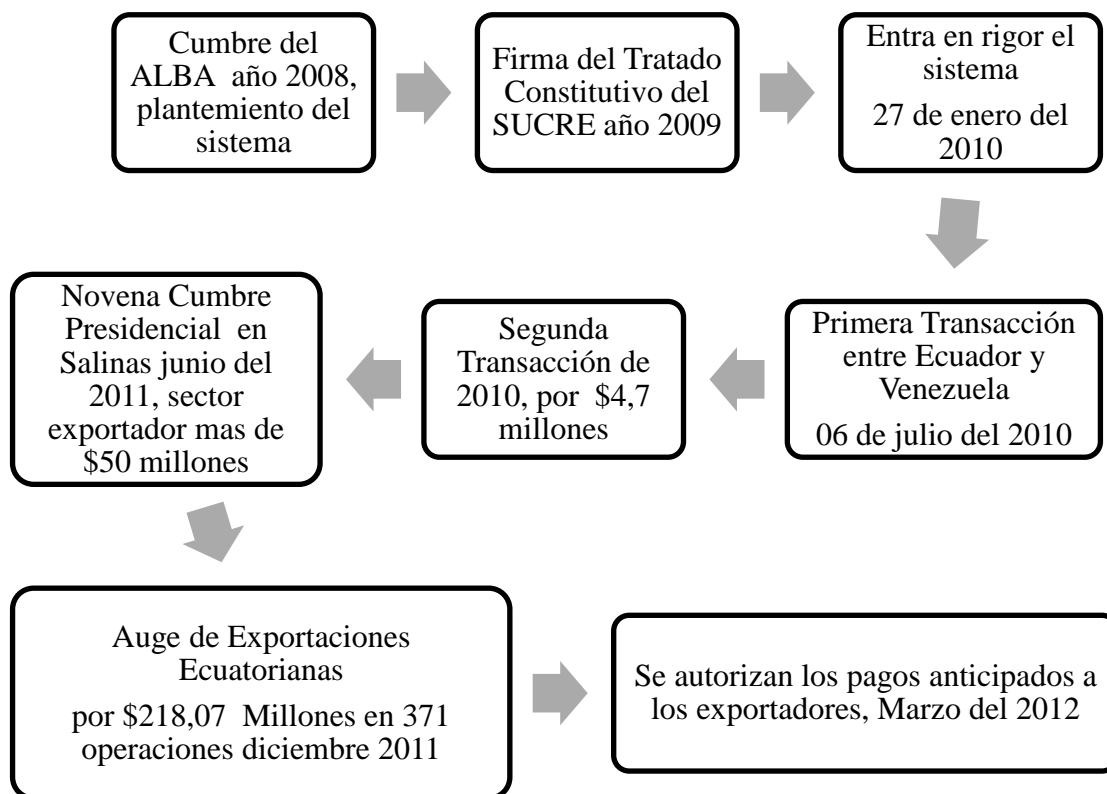 Cumbre del
ALBA año 2008,
plantemiento del
sistema
Firma del Tratado
Constitutivo del
SUCRE año 2009
Entra en rigor el
sistema
27 de enero del
2010
Primera Transacción
entre Ecuador y
Venezuela
06 de julio del 2010
Segunda
Transacción de
2010, por $4,7
millones
Novena Cumbre
Presidencial en
Salinas junio del
2011, sector
exportador mas de
$50 millones
Auge de Exportaciones
Ecuatorianas
por $218,07 Millones en 371
operaciones diciembre 2011
Se autorizan los pagos anticipados a
los exportadores, Marzo del 2012